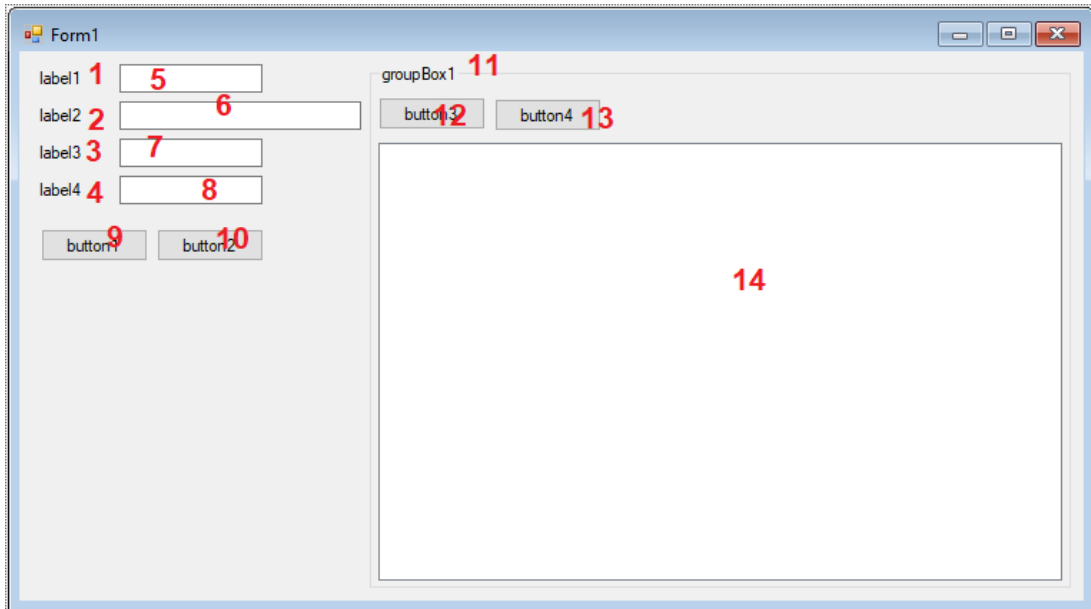 Form1
label1 1 5
groupBox1 11
label2 2 6
button3 12 button4 13
label3 3 7
label4 4 8
button1 9 button2 10
14